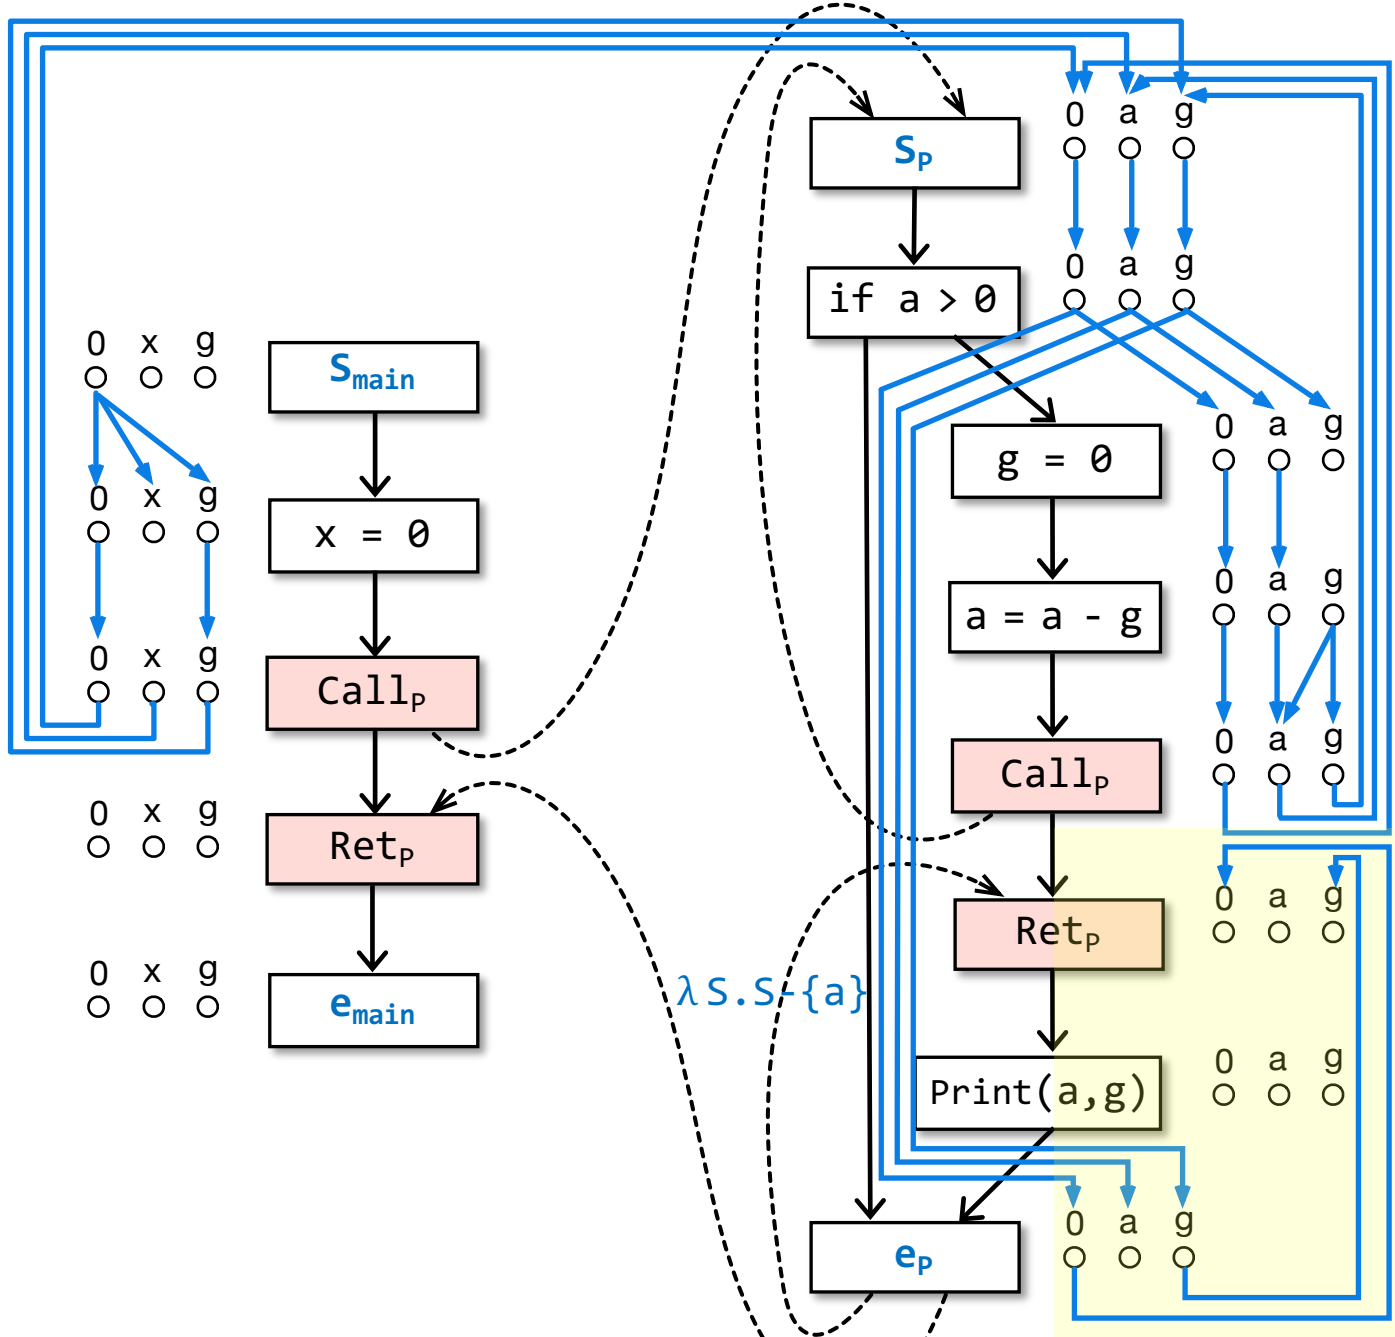 0 a g
S_P
0 a g
if a > 0
0 x g
S_main
0 a g
g = 0
0 x g
x = 0
0 a g
a = a - g
0 x g
Call_P
0 a g
Call_P
0 x g
Ret_P
0 a g
Ret_P
0 x g
e_main
λ S.S-{a}
0 a g
Print(a,g)
0 a g
e_P